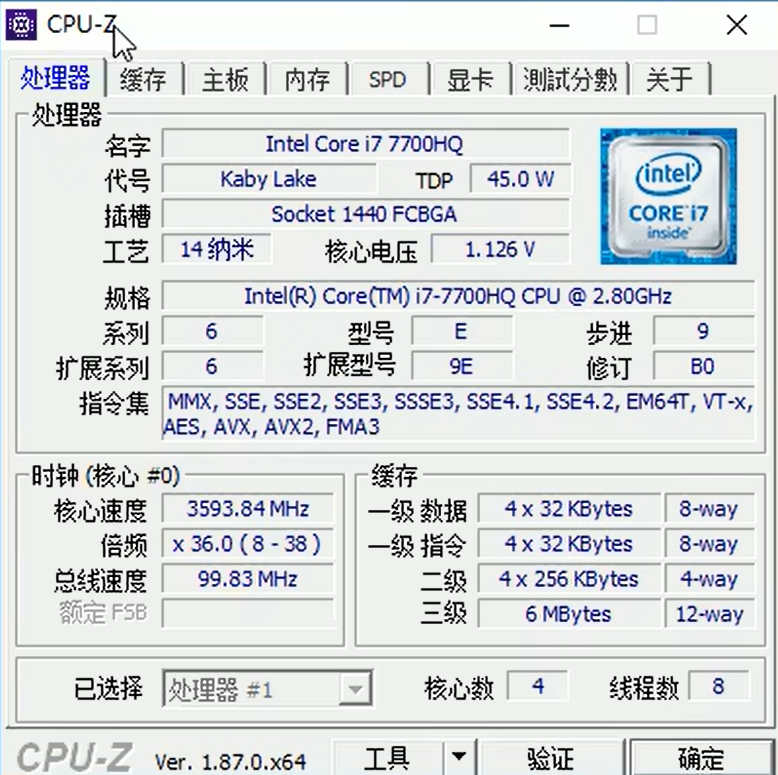 CPU-Z
处理器 缓存 主板 内存 SPD 显卡 測試分數 关于
处理器
名字 Intel Core i7 7700HQ
代号 Kaby Lake TDP 45.0 W
插槽 Socket 1440 FCBGA
工艺 14 纳米 核心电压 1.126 V
intel
CORE i7
inside
规格 Intel(R) Core(TM) i7-7700HQ CPU @ 2.80GHz
系列 6 型号 E 步进 9
扩展系列 6 扩展型号 9E 修订 B0
指令集 MMX, SSE, SSE2, SSE3, SSSE3, SSE4.1, SSE4.2, EM64T, VT-x,
AES, AVX, AVX2, FMA3
时钟 (核心 #0)
核心速度 3593.84 MHz
倍频 x 36.0 ( 8 - 38 )
总线速度 99.83 MHz
额定 FSB
缓存
一级 数据 4 x 32 KBytes 8-way
一级 指令 4 x 32 KBytes 8-way
二级 4 x 256 KBytes 4-way
三级 6 MBytes 12-way
已选择 处理器 #1 核心数 4 线程数 8
CPU-Z Ver. 1.87.0.x64 工具 验证 确定